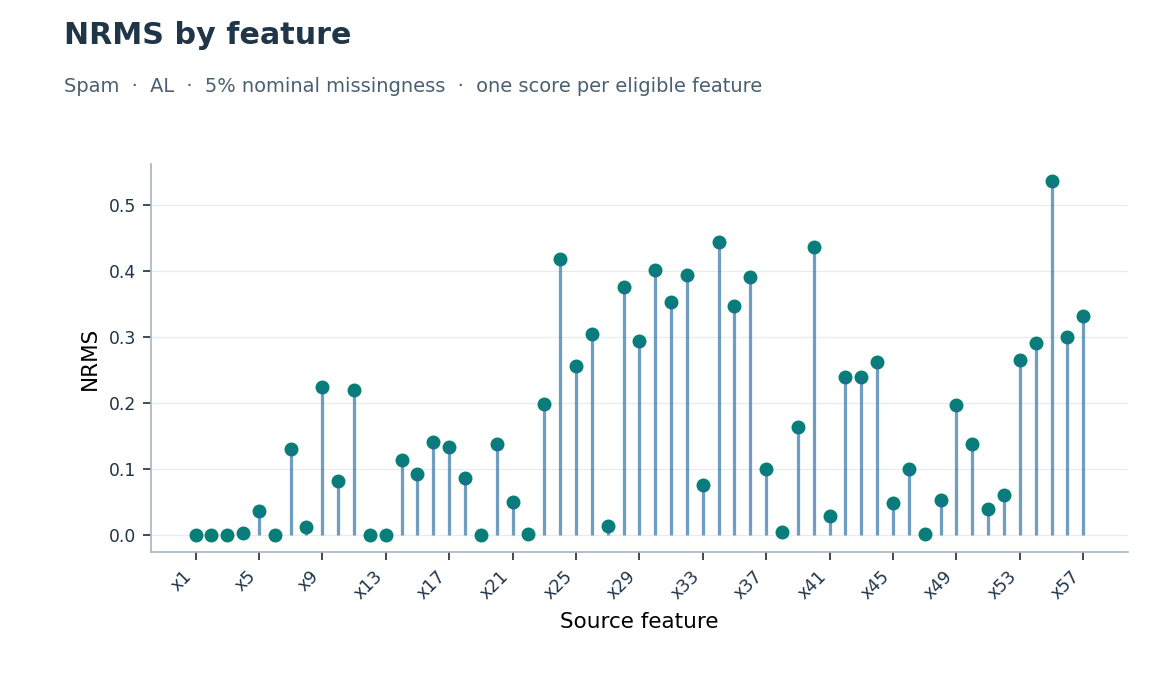 NRMS by feature
Spam · AL · 5% nominal missingness · one score per eligible feature
NRMS
0.5
0.4
0.3
0.2
0.1
0.0
x1 x5 x9 x13 x17 x21 x25 x29 x33 x37 x41 x45 x49 x53 x57
Source feature